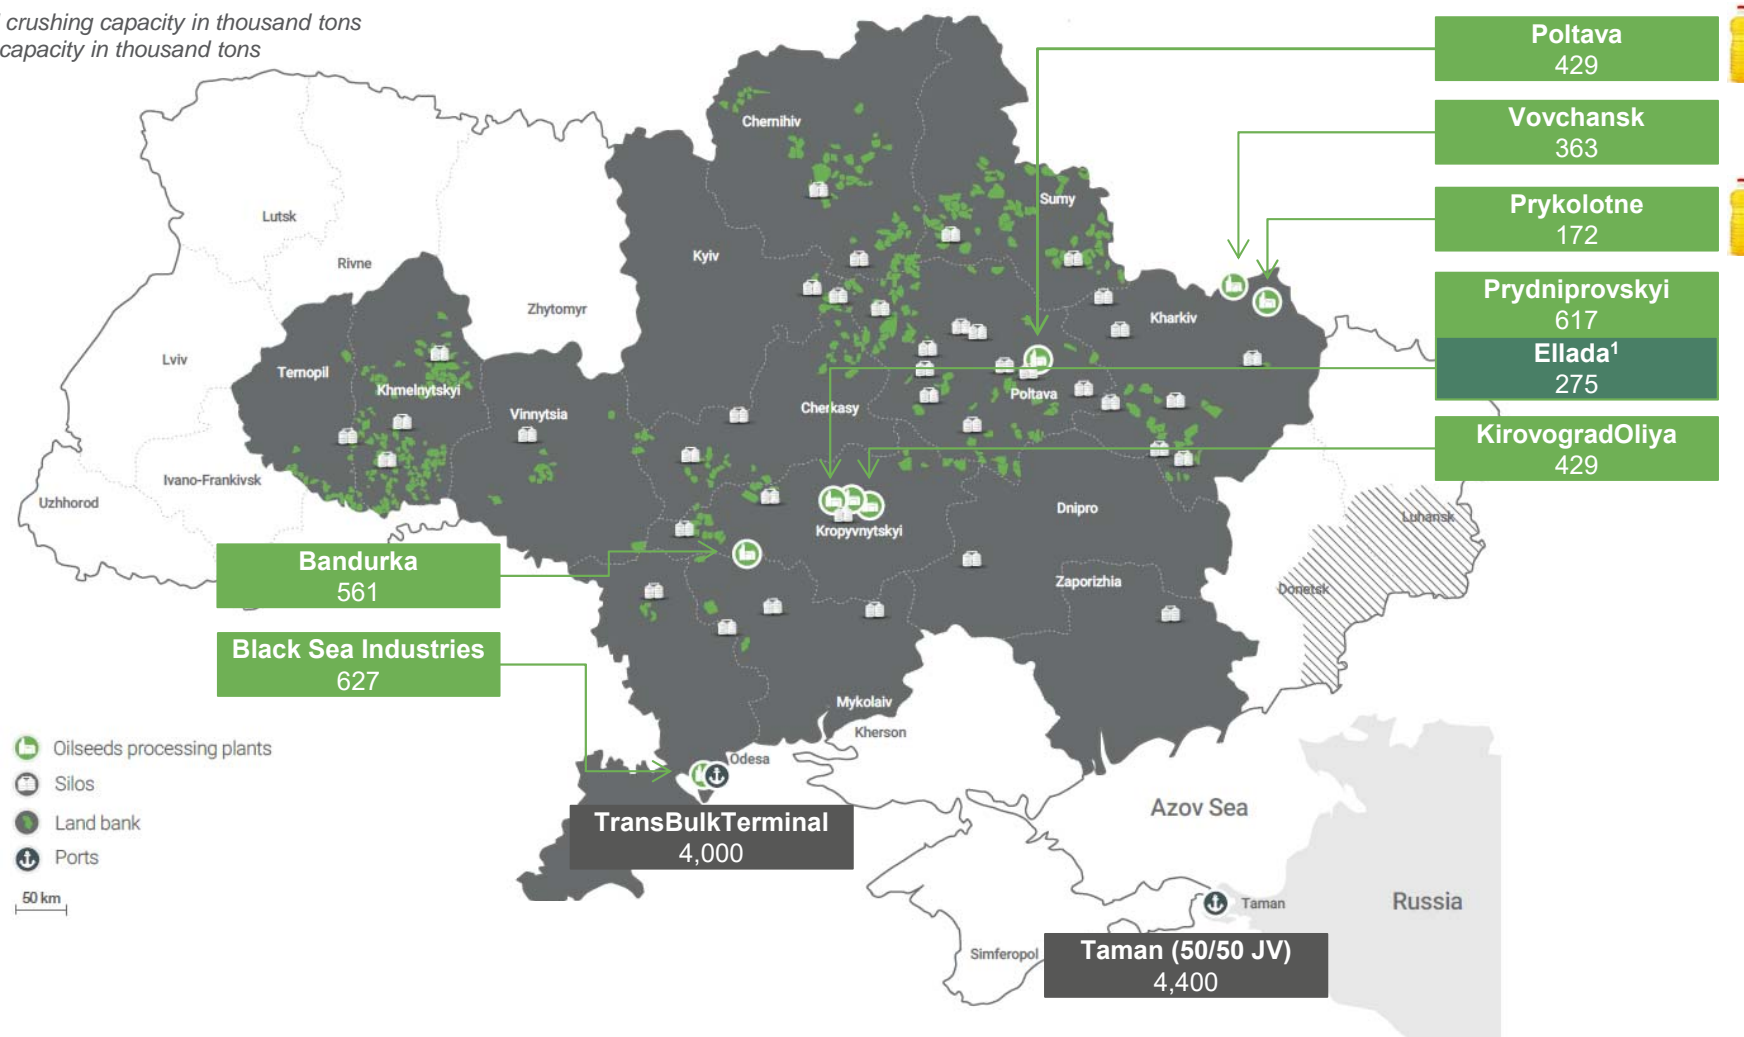 crushing capacity in thousand tons
capacity in thousand tons
Poltava
429
Vovchansk
363
Prykolotne
172
Prydniprovskyi
617
Ellada¹
275
KirovogradOliya
429
Chernihiv
Sumy
Lutsk
Rivne
Kyiv
Zhytomyr
Kharkiv
Lviv
Ternopil
Khmelnytskyi
Vinnytsia
Cherkasy
Poltava
Ivano-Frankivsk
Uzhhorod
Kropyvnytskyi
Dnipro
Luhansk
Zaporizhia
Donetsk
Bandurka
561
Black Sea Industries
627
Mykolaiv
Kherson
Odesa
Oilseeds processing plants
Silos
Land bank
Ports
50 km
TransBulkTerminal
4,000
Azov Sea
Taman
Russia
Simferopol
Taman (50/50 JV)
4,400